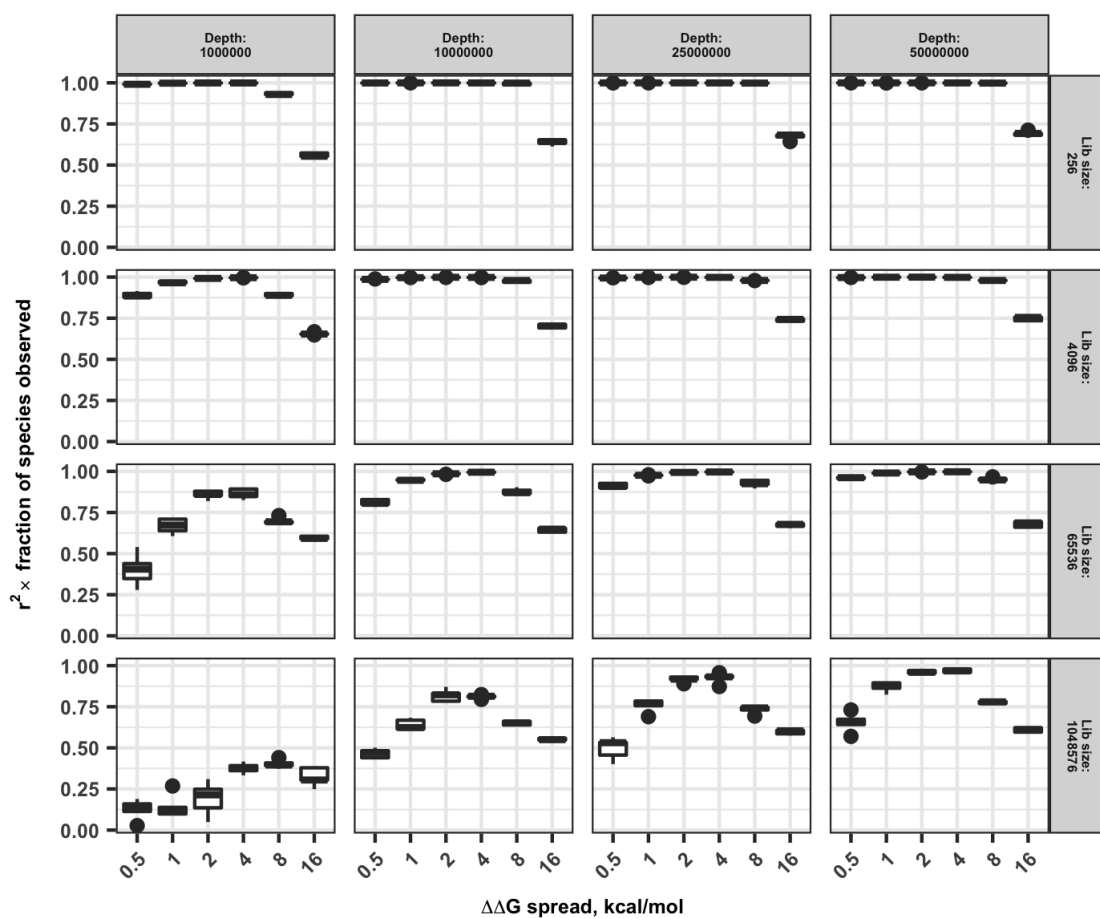 Depth:
1000000
Depth:
10000000
Depth:
25000000
Depth:
50000000
1.00
0.75
0.50
0.25
0.00
Lib size:
256
1.00
0.75
0.50
0.25
0.00
Lib size:
4096
1.00
0.75
0.50
0.25
0.00
Lib size:
65536
1.00
0.75
0.50
0.25
0.00
Lib size:
1048576
r² × fraction of species observed
0.5 1 2 4 8 16
0.5 1 2 4 8 16
0.5 1 2 4 8 16
0.5 1 2 4 8 16
ΔΔG spread, kcal/mol